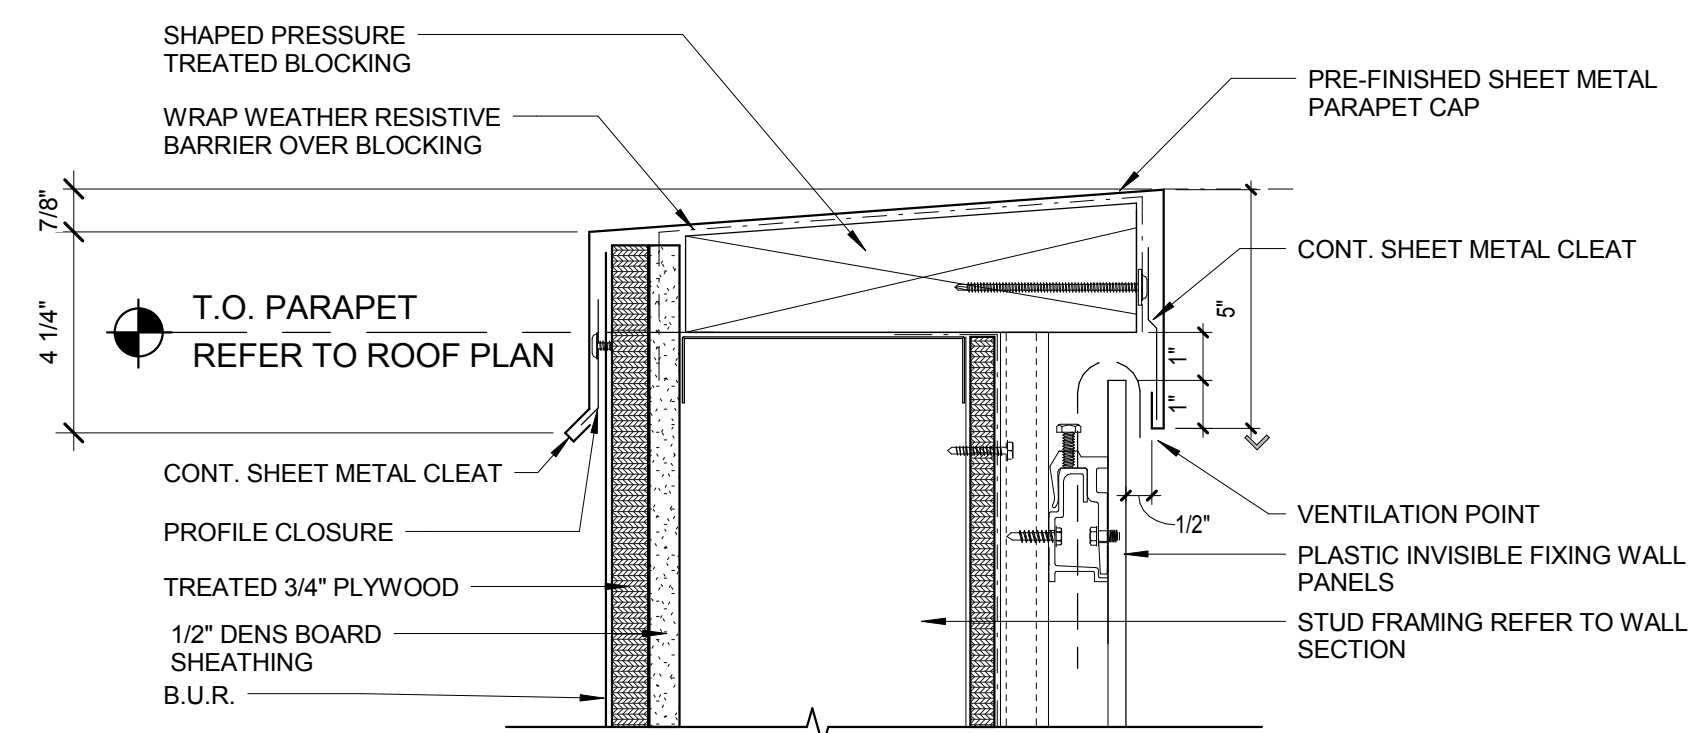 SHAPED PRESSURE
TREATED BLOCKING
WRAP WEATHER RESISTIVE
BARRIER OVER BLOCKING
PRE-FINISHED SHEET METAL
PARAPET CAP
7/8"
4 1/4"
T.O. PARAPET
REFER TO ROOF PLAN
CONT. SHEET METAL CLEAT
5"
1"
1"
1/2"
CONT. SHEET METAL CLEAT
PROFILE CLOSURE
TREATED 3/4" PLYWOOD
1/2" DENS BOARD
SHEATHING
B.U.R.
VENTILATION POINT
PLASTIC INVISIBLE FIXING WALL
PANELS
STUD FRAMING REFER TO WALL
SECTION